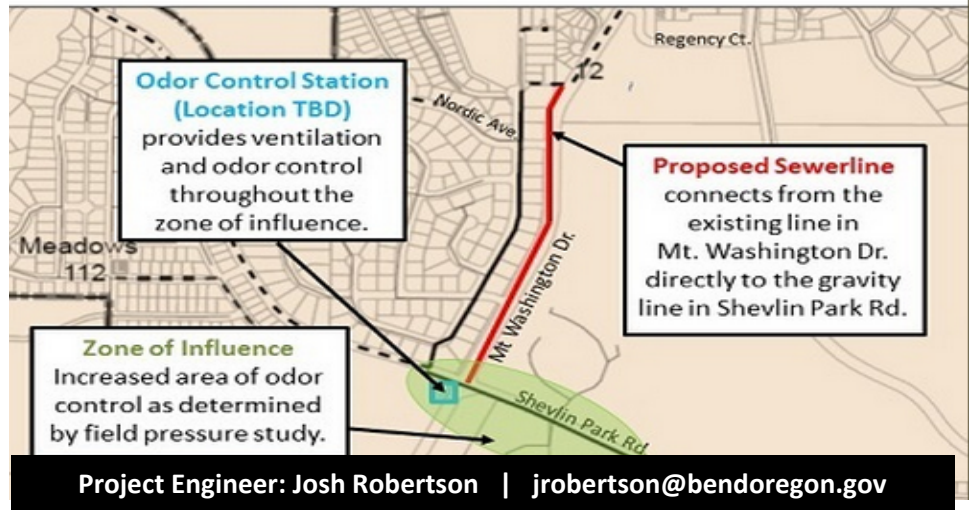 Regency Ct.
12
Odor Control Station
(Location TBD)
provides ventilation
and odor control
throughout the
zone of influence.
Nordic Ave.
Proposed Sewerline
connects from the
existing line in
Mt. Washington Dr.
directly to the gravity
line in Shevlin Park Rd.
Meadows
112
Mt Washington Dr.
Zone of Influence
Increased area of odor
control as determined
by field pressure study.
Shevlin Park Rd
Project Engineer: Josh Robertson | jrobertson@bendoregon.gov